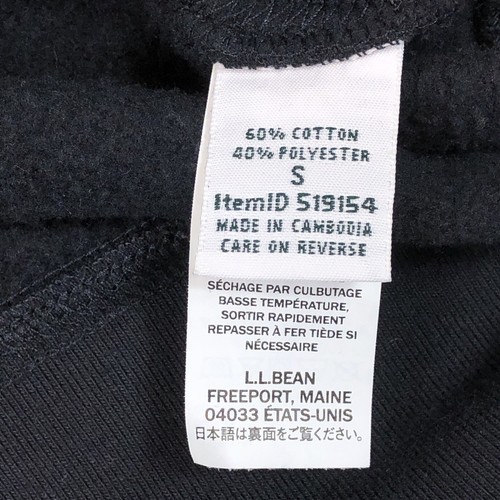 60% COTTON
40% POLYESTER
S
ItemID 519154
MADE IN CAMBODIA
CARE ON REVERSE
SÉCHAGE PAR CULBUTAGE
BASSE TEMPÉRATURE,
SORTIR RAPIDEMENT
REPASSER À FER TIÈDE SI
NÉCESSAIRE
L.L.BEAN
FREEPORT, MAINE
04033 ÉTATS-UNIS
日本語は裏面をご覧ください。